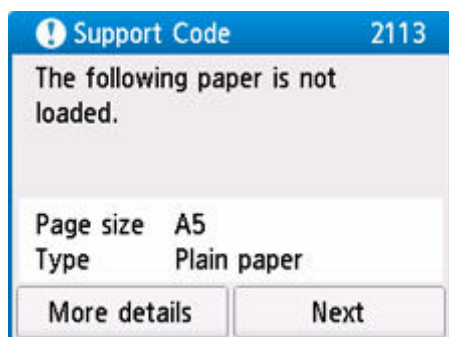 Support Code 2113
The following paper is not
loaded.
Page size A5
Type Plain paper
More details Next